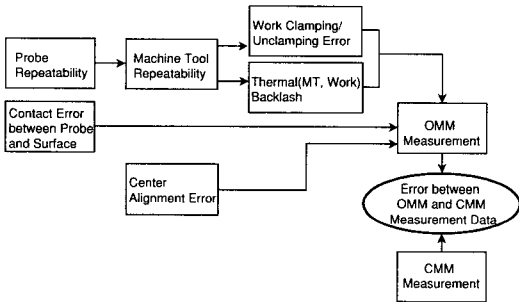 Work Clamping/
Unclamping Error
Probe
Repeatability
Machine Tool
Repeatability
Thermal(MT, Work)
Backlash
Contact Error
between Probe
and Surface
OMM
Measurement
Center
Alignment Error
Error between
OMM and CMM
Measurement Data
CMM
Measurement